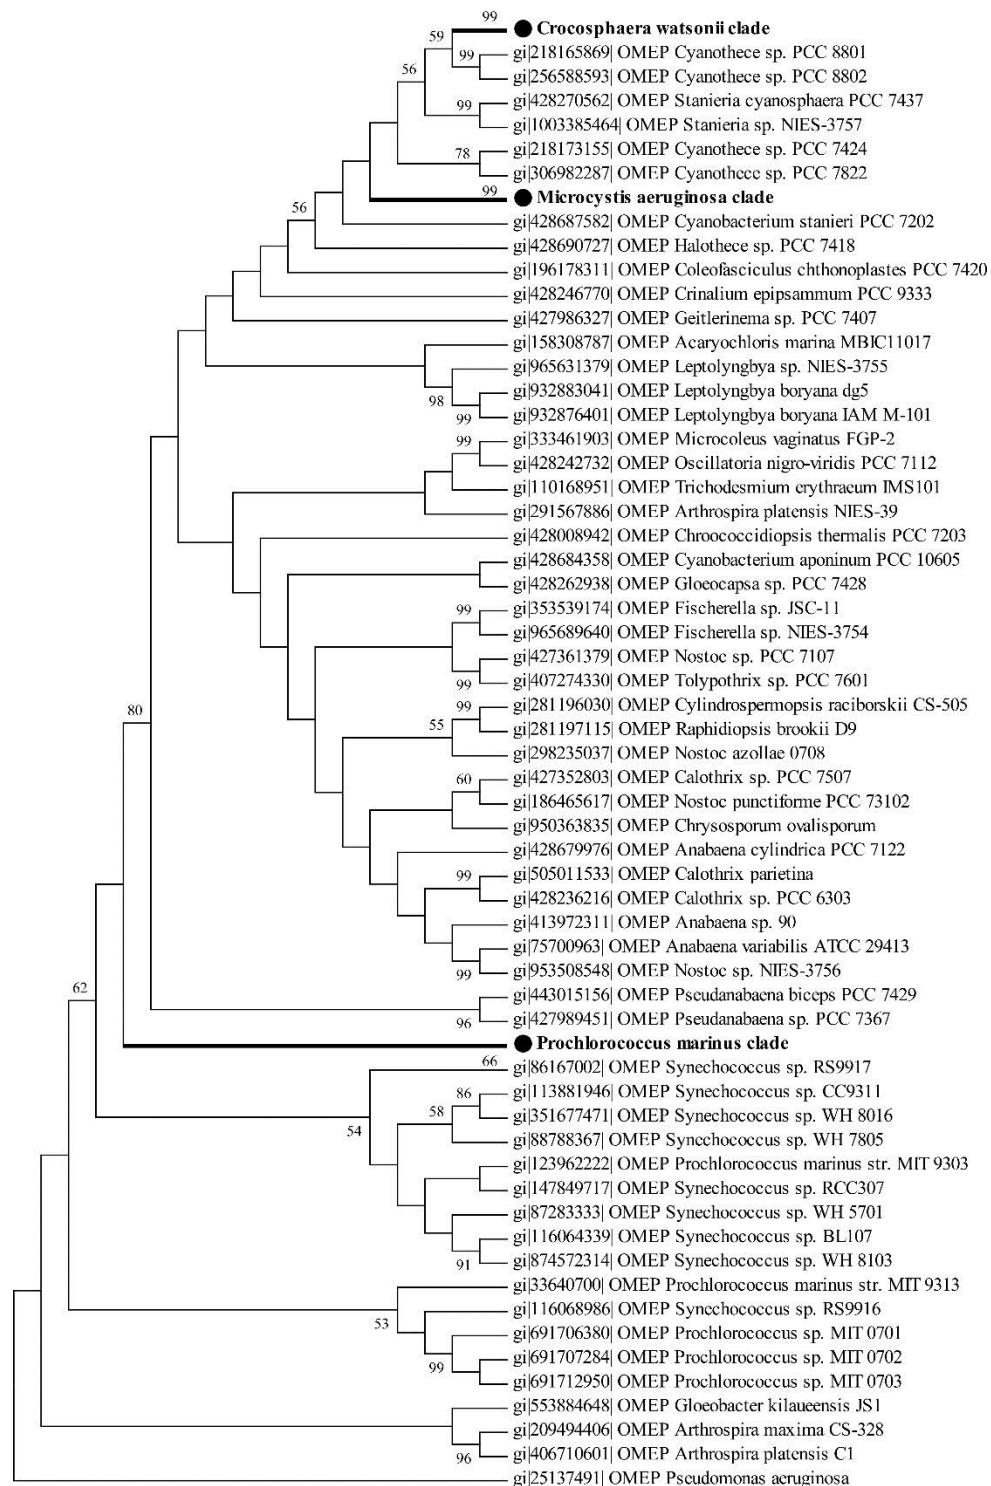 99
Crocosphaera watsonii clade
59
99
gi|218165869| OMEP Cyanothece sp. PCC 8801
56
gi|256588593| OMEP Cyanothece sp. PCC 8802
99
gi|428270562| OMEP Stanieria cyanosphaera PCC 7437
gi|1003385464| OMEP Stanieria sp. NIES-3757
78
gi|218173155| OMEP Cyanothece sp. PCC 7424
gi|306982287| OMEP Cyanothece sp. PCC 7822
99
Microcystis aeruginosa clade
56
gi|428687582| OMEP Cyanobacterium stanieri PCC 7202
gi|428690727| OMEP Halothece sp. PCC 7418
gi|196178311| OMEP Coleofasciculus chthonoplastes PCC 7420
gi|428246770| OMEP Crinalium epipsammum PCC 9333
gi|427986327| OMEP Geitlerinema sp. PCC 7407
gi|158308787| OMEP Acaryochloris marina MBIC11017
gi|965631379| OMEP Leptolyngbya sp. NIES-3755
98
gi|932883041| OMEP Leptolyngbya boryana dg5
99
gi|932876401| OMEP Leptolyngbya boryana IAM M-101
99
gi|333461903| OMEP Microcoleus vaginatus FGP-2
gi|428242732| OMEP Oscillatoria nigro-viridis PCC 7112
gi|110168951| OMEP Trichodesmium erythraeum IMS101
gi|291567886| OMEP Arthrospira platensis NIES-39
gi|428008942| OMEP Chroococcidiopsis thermalis PCC 7203
gi|428684358| OMEP Cyanobacterium aponinum PCC 10605
gi|428262938| OMEP Gloeocapsa sp. PCC 7428
99
gi|353539174| OMEP Fischerella sp. JSC-11
gi|965689640| OMEP Fischerella sp. NIES-3754
gi|427361379| OMEP Nostoc sp. PCC 7107
99
gi|407274330| OMEP Tolypothrix sp. PCC 7601
80
99
gi|281196030| OMEP Cylindrospermopsis raciborskii CS-505
55
gi|281197115| OMEP Raphidiopsis brookii D9
gi|298235037| OMEP Nostoc azollae 0708
60
gi|427352803| OMEP Calothrix sp. PCC 7507
gi|186465617| OMEP Nostoc punctiforme PCC 73102
gi|950363835| OMEP Chrysosporum ovalisporum
gi|428679976| OMEP Anabaena cylindrica PCC 7122
99
gi|505011533| OMEP Calothrix parietina
gi|428236216| OMEP Calothrix sp. PCC 6303
gi|413972311| OMEP Anabaena sp. 90
gi|75700963| OMEP Anabaena variabilis ATCC 29413
99
gi|953508548| OMEP Nostoc sp. NIES-3756
62
gi|443015156| OMEP Pseudanabaena biceps PCC 7429
96
gi|427989451| OMEP Pseudanabaena sp. PCC 7367
Prochlorococcus marinus clade
66
gi|86167002| OMEP Synechococcus sp. RS9917
86
gi|113881946| OMEP Synechococcus sp. CC9311
58
gi|351677471| OMEP Synechococcus sp. WH 8016
54
gi|88788367| OMEP Synechococcus sp. WH 7805
gi|123962222| OMEP Prochlorococcus marinus str. MIT 9303
gi|147849717| OMEP Synechococcus sp. RCC307
gi|87283333| OMEP Synechococcus sp. WH 5701
gi|116064339| OMEP Synechococcus sp. BL107
91
gi|874572314| OMEP Synechococcus sp. WH 8103
gi|33640700| OMEP Prochlorococcus marinus str. MIT 9313
53
gi|116068986| OMEP Synechococcus sp. RS9916
gi|691706380| OMEP Prochlorococcus sp. MIT 0701
99
gi|691707284| OMEP Prochlorococcus sp. MIT 0702
gi|691712950| OMEP Prochlorococcus sp. MIT 0703
gi|553884648| OMEP Gloeobacter kilaueensis JS1
gi|209494406| OMEP Arthrospira maxima CS-328
96
gi|406710601| OMEP Arthrospira platensis C1
gi|25137491| OMEP Pseudomonas aeruginosa